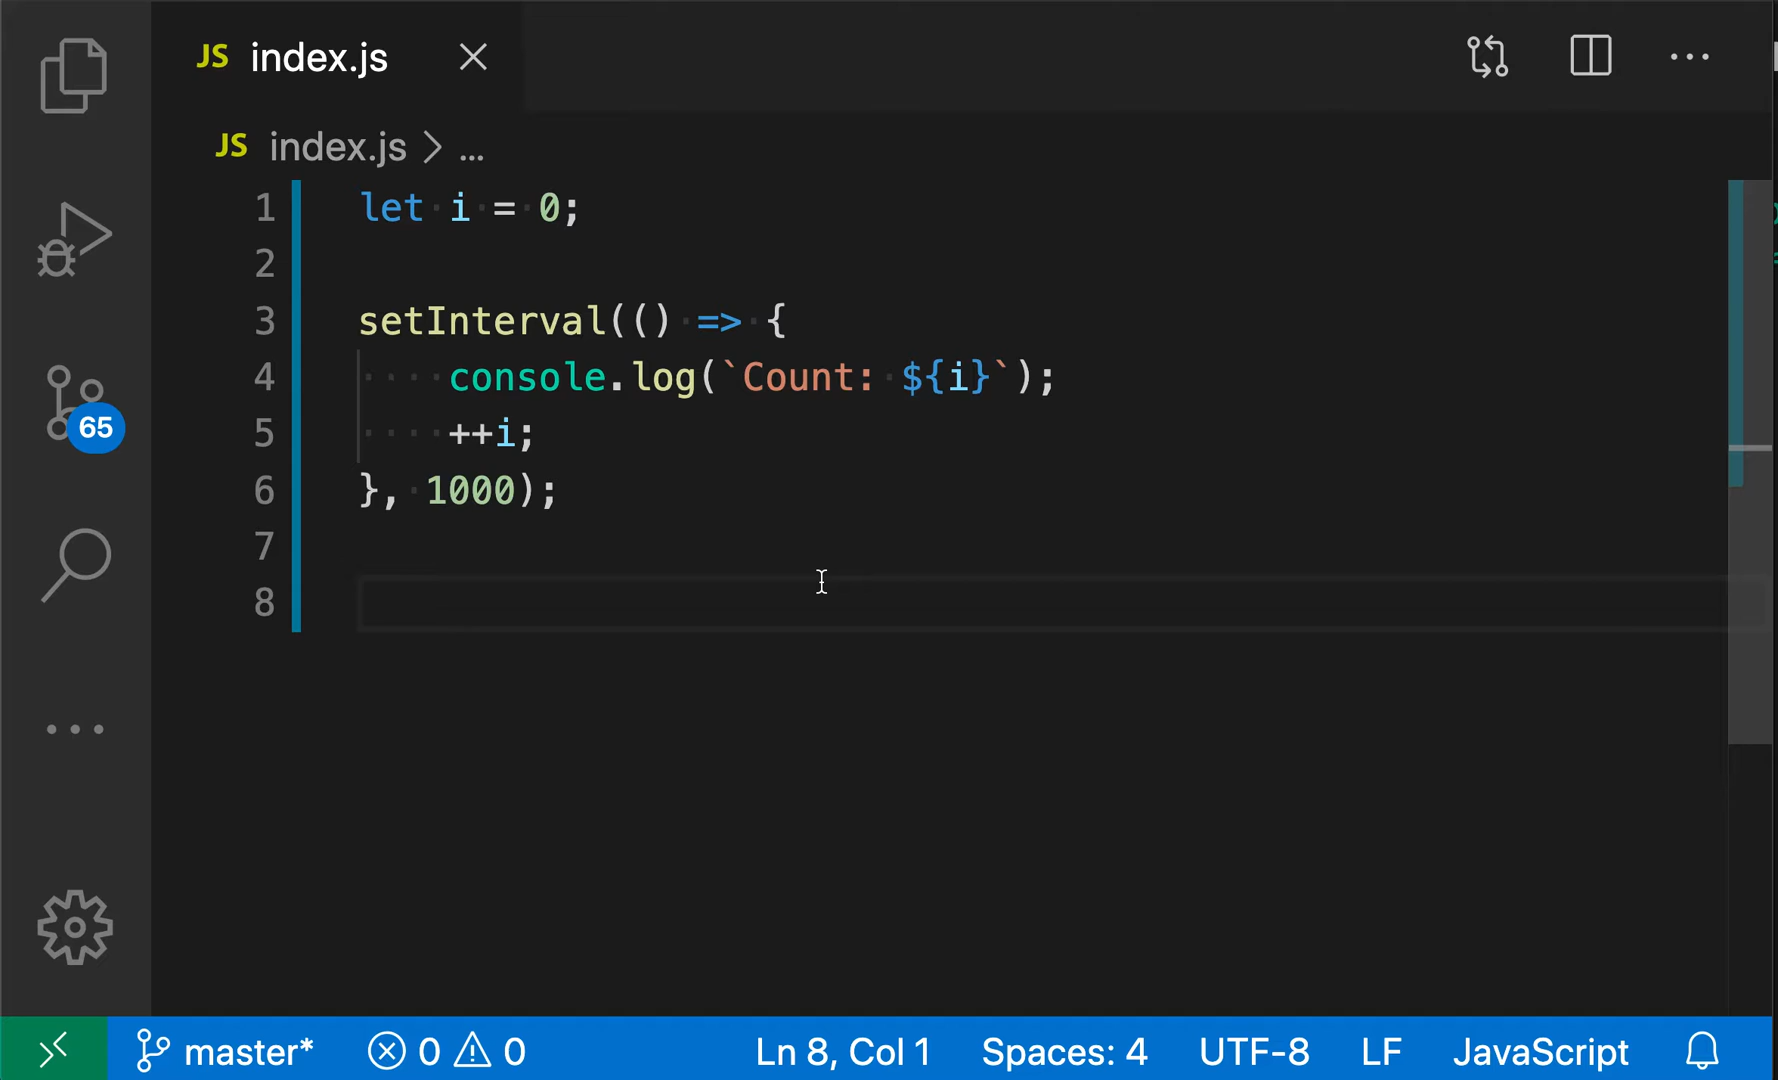 JS index.js
JS index.js > ...
1 let i = 0;
2
3 setInterval(() => {
4 console.log(`Count: ${i}`);
5 ++i;
6 }, 1000);
7
8
65
master* 0 0 Ln 8, Col 1 Spaces: 4 UTF-8 LF JavaScript